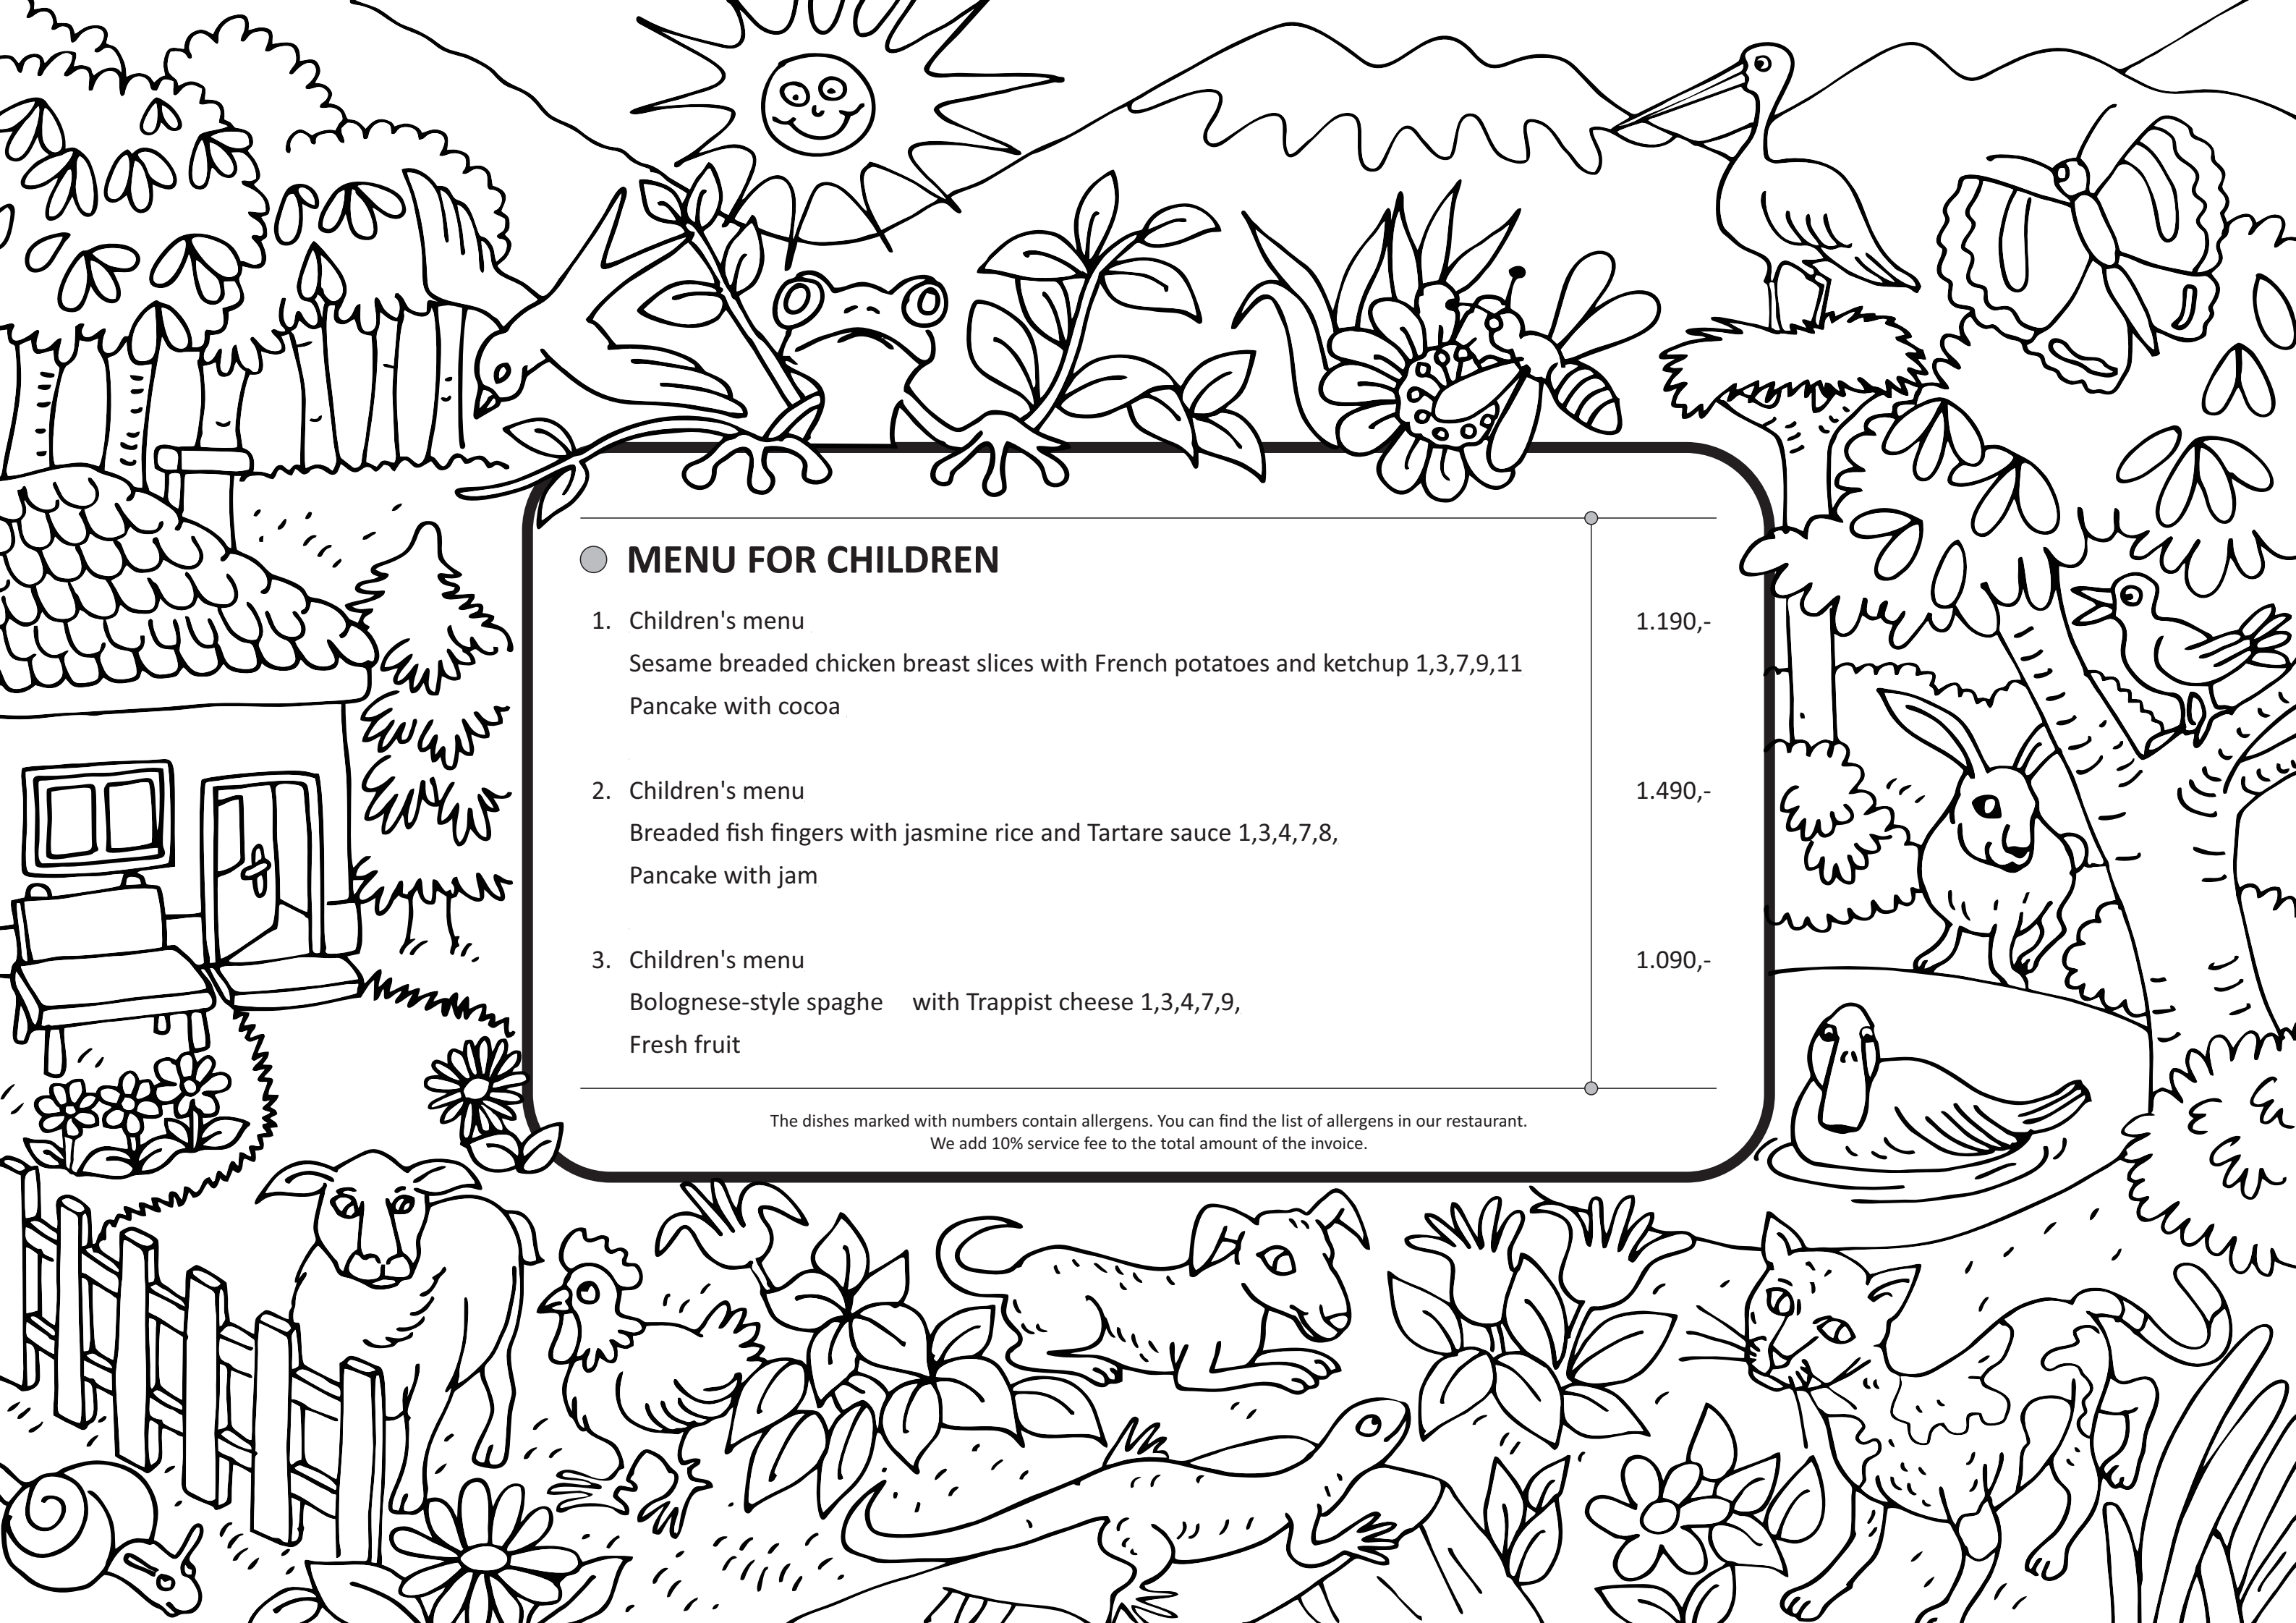 MENU FOR CHILDREN
1. Children's menu 1.190,-
Sesame breaded chicken breast slices with French potatoes and ketchup 1,3,7,9,11
Pancake with cocoa
2. Children's menu 1.490,-
Breaded fish fingers with jasmine rice and Tartare sauce 1,3,4,7,8,
Pancake with jam
3. Children's menu 1.090,-
Bolognese-style spaghe with Trappist cheese 1,3,4,7,9,
Fresh fruit
The dishes marked with numbers contain allergens. You can find the list of allergens in our restaurant.
We add 10% service fee to the total amount of the invoice.